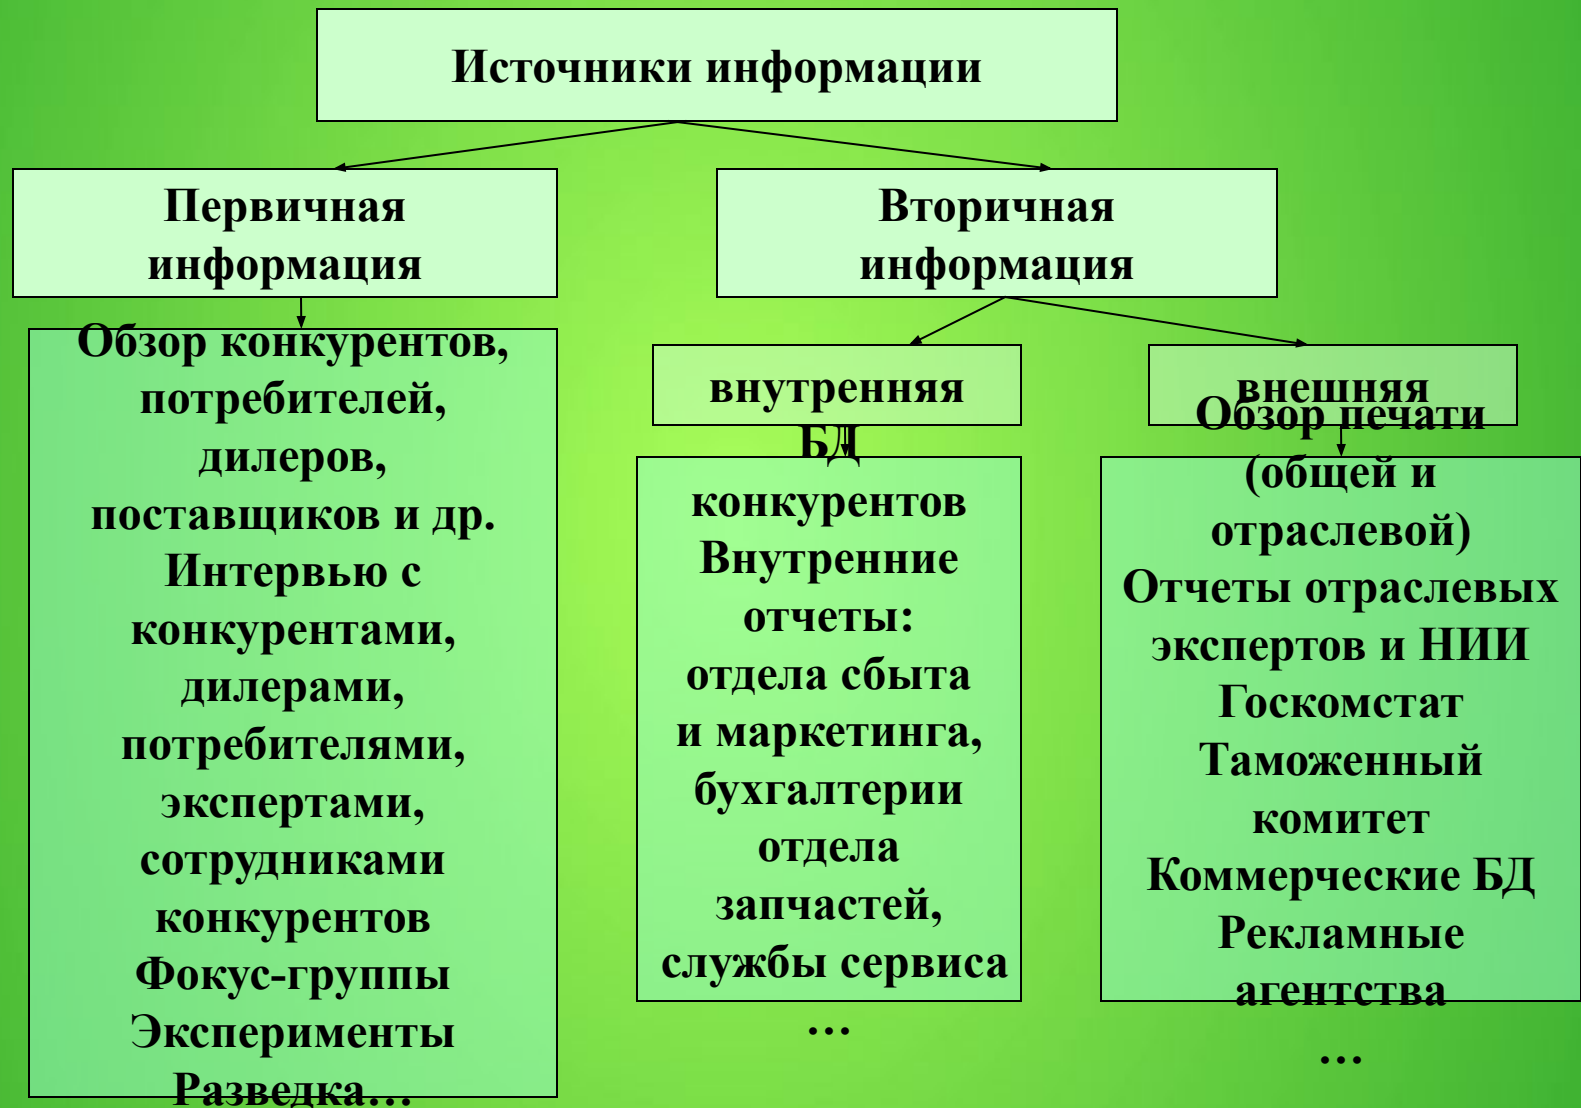 Источники информации
Первичная
информация
Обзор конкурентов,
потребителей,
дилеров,
поставщиков и др.
Интервью с
конкурентами,
дилерами,
потребителями,
экспертами,
сотрудниками
конкурентов
Фокус-группы
Эксперименты
Разведка…
Вторичная
информация
внутренняя
БД
конкурентов
Внутренние
отчеты:
отдела сбыта
и маркетинга,
бухгалтерии
отдела
запчастей,
службы сервиса
…
внешняя
Обзор печати
(общей и
отраслевой)
Отчеты отраслевых
экспертов и НИИ
Госкомстат
Таможенный
комитет
Коммерческие БД
Рекламные
агентства
…